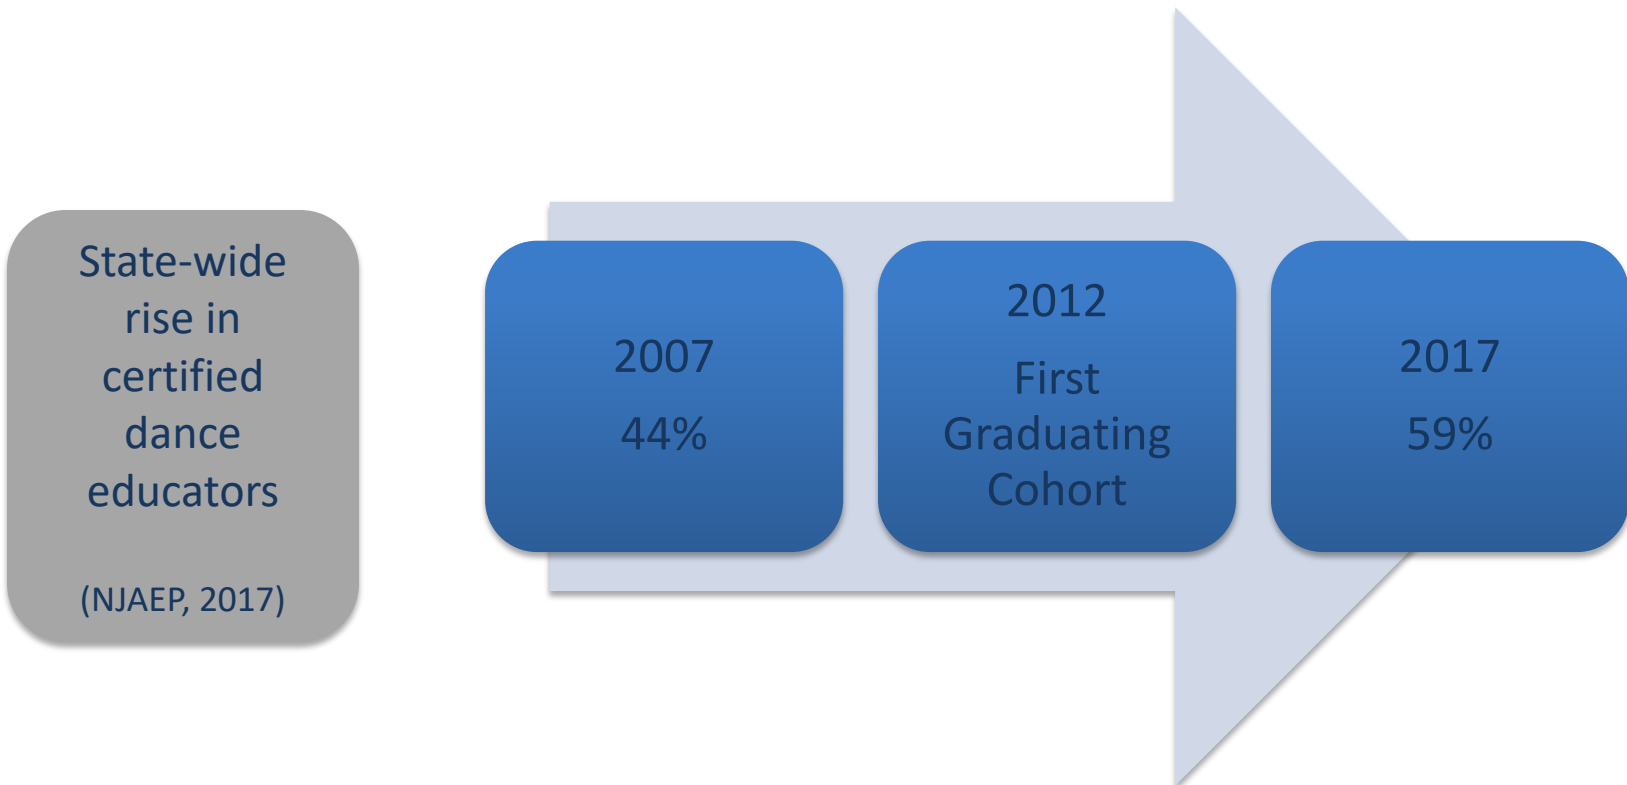 State-wide
rise in
certified
dance
educators
(NJAEP, 2017)
2007
44%
2012
First
Graduating
Cohort
2017
59%